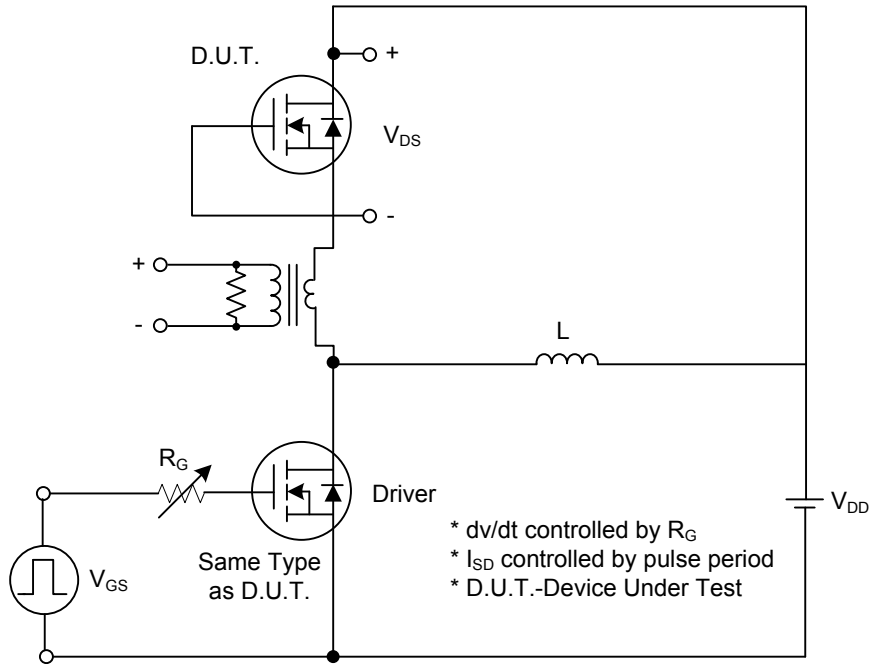 D.U.T.
+
V_DS
-
+
-
L
R_G
Driver
V_DD
V_GS
Same Type
as D.U.T.
* dv/dt controlled by R_G
* I_SD controlled by pulse period
* D.U.T.-Device Under Test